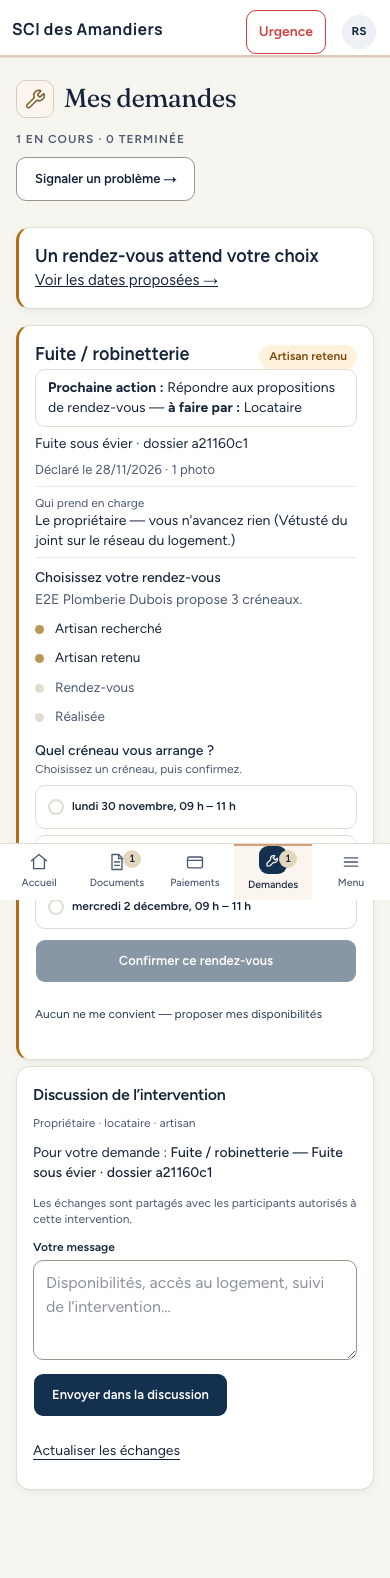 SCI des Amandiers
Urgence
RS
Mes demandes
1 EN COURS · 0 TERMINÉE
Signaler un problème →
Un rendez-vous attend votre choix
Voir les dates proposées →
Fuite / robinetterie
Artisan retenu
Prochaine action : Répondre aux propositions
de rendez-vous — à faire par : Locataire
Fuite sous évier · dossier a21160c1
Déclaré le 28/11/2026 · 1 photo
Qui prend en charge
Le propriétaire — vous n'avancez rien (Vétusté du
joint sur le réseau du logement.)
Choisissez votre rendez-vous
E2E Plomberie Dubois propose 3 créneaux.
Artisan recherché
Artisan retenu
Rendez-vous
Réalisée
Quel créneau vous arrange ?
Choisissez un créneau, puis confirmez.
lundi 30 novembre, 09 h – 11 h
1
1
Accueil
Documents
Paiements
Demandes
Menu
mercredi 2 décembre, 09 h – 11 h
Confirmer ce rendez-vous
Aucun ne me convient — proposer mes disponibilités
Discussion de l’intervention
Propriétaire · locataire · artisan
Pour votre demande : Fuite / robinetterie — Fuite
sous évier · dossier a21160c1
Les échanges sont partagés avec les participants autorisés à
cette intervention.
Votre message
Disponibilités, accès au logement, suivi
de l’intervention…
Envoyer dans la discussion
Actualiser les échanges